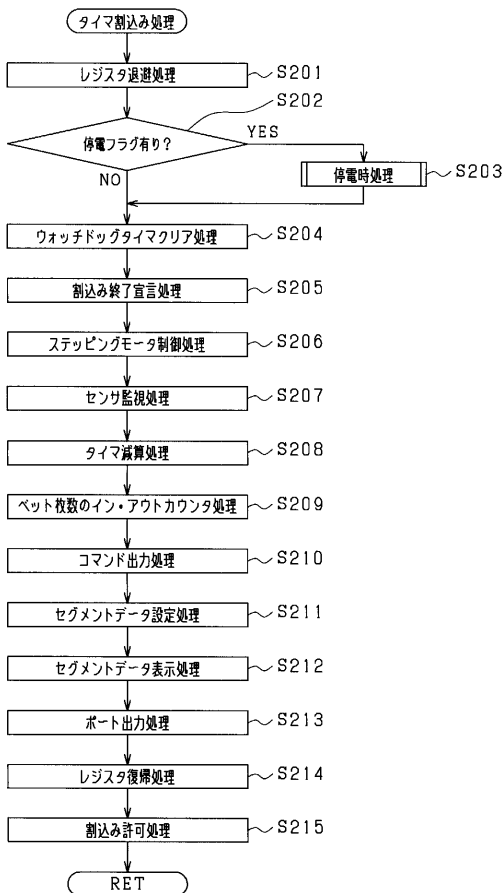 タイマ割込み処理
レジスタ退避処理 S201
S202
停電フラグ有り？ YES
停電時処理 S203
NO
ウォッチドッグタイマクリア処理 S204
割込み終了宣言処理 S205
ステッピングモータ制御処理 S206
センサ監視処理 S207
タイマ減算処理 S208
ベット枚数のイン・アウトカウンタ処理 S209
コマンド出力処理 S210
セグメントデータ設定処理 S211
セグメントデータ表示処理 S212
ポート出力処理 S213
レジスタ復帰処理 S214
割込み許可処理 S215
RET